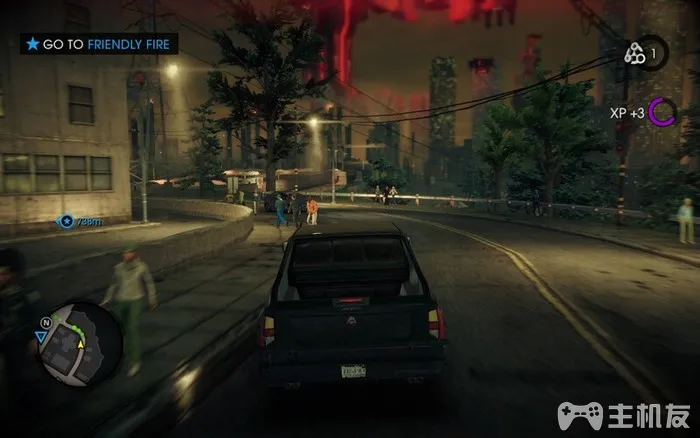 GO TO FRIENDLY FIRE
1
XP +3
738m
N
主机友